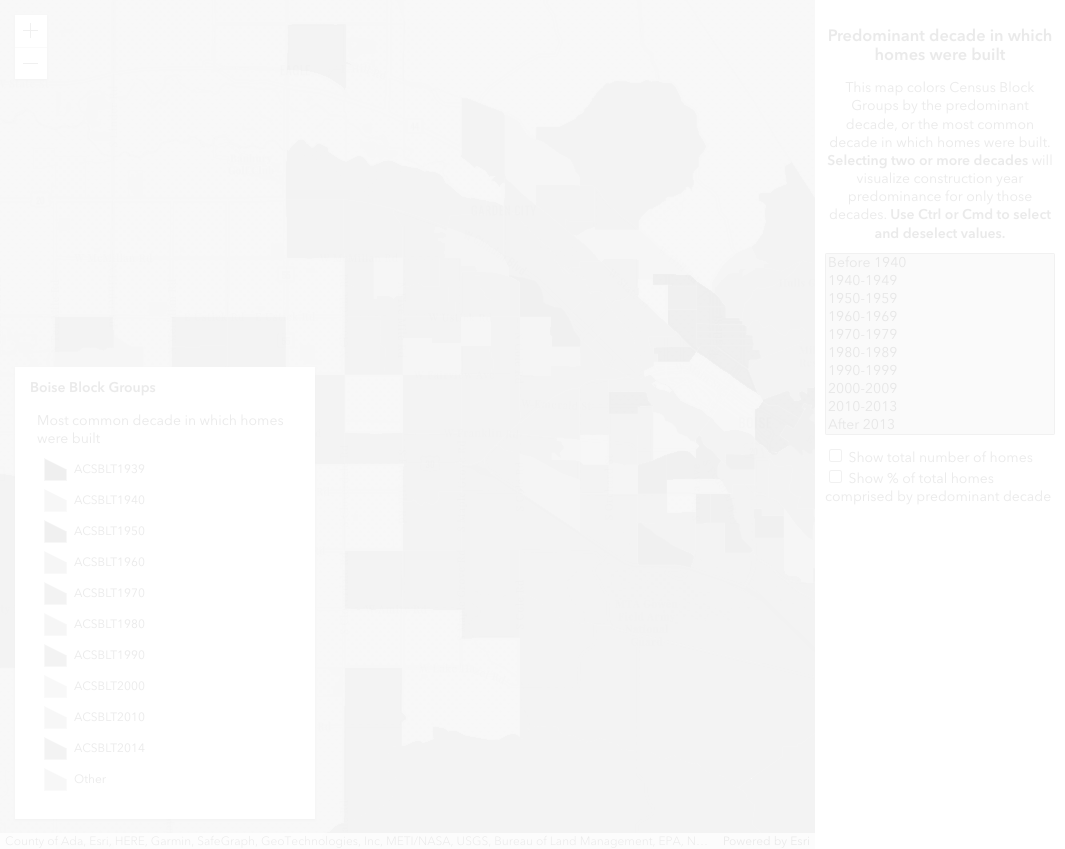 Predominant decade in which
homes were built
This map colors Census Block
Groups by the predominant
decade, or the most common
decade in which homes were built.
Selecting two or more decades will
visualize construction year
predominance for only those
decades. Use Ctrl or Cmd to select
and deselect values.
Before 1940
1940-1949
1950-1959
1960-1969
1970-1979
1980-1989
1990-1999
2000-2009
2010-2013
After 2013
Show total number of homes
Show % of total homes
comprised by predominant decade
Boise Block Groups
Most common decade in which homes
were built
ACSBLT1939
ACSBLT1940
ACSBLT1950
ACSBLT1960
ACSBLT1970
ACSBLT1980
ACSBLT1990
ACSBLT2000
ACSBLT2010
ACSBLT2014
Other
County of Ada, Esri, HERE, Garmin, SafeGraph, GeoTechnologies, Inc, METI/NASA, USGS, Bureau of Land Management, EPA, N... Powered by Esri